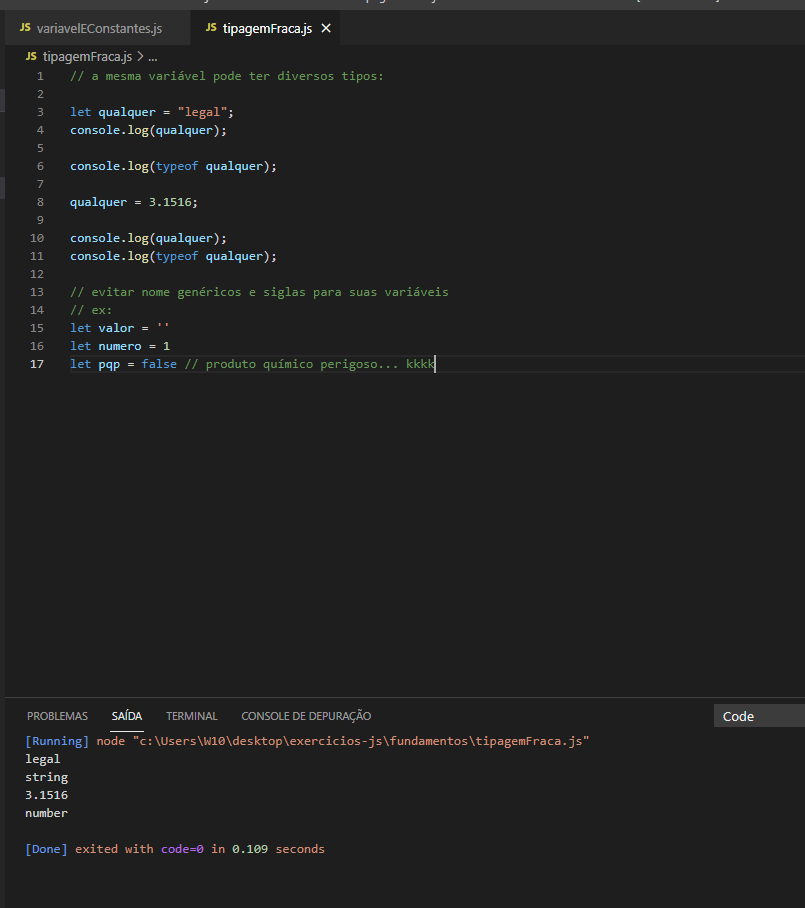 JS variavelEConstantes.js
JS tipagemFraca.js ×
JS tipagemFraca.js > ...
1 // a mesma variável pode ter diversos tipos:
2
3 let qualquer = "legal";
4 console.log(qualquer);
5
6 console.log(typeof qualquer);
7
8 qualquer = 3.1516;
9
10 console.log(qualquer);
11 console.log(typeof qualquer);
12
13 // evitar nome genéricos e siglas para suas variáveis
14 // ex:
15 let valor = ''
16 let numero = 1
17 let pqp = false // produto químico perigoso... kkkk
PROBLEMAS SAÍDA TERMINAL CONSOLE DE DEPURAÇÃO Code
[Running] node "c:\Users\W10\desktop\exercicios-js\fundamentos\tipagemFraca.js"
legal
string
3.1516
number
[Done] exited with code=0 in 0.109 seconds